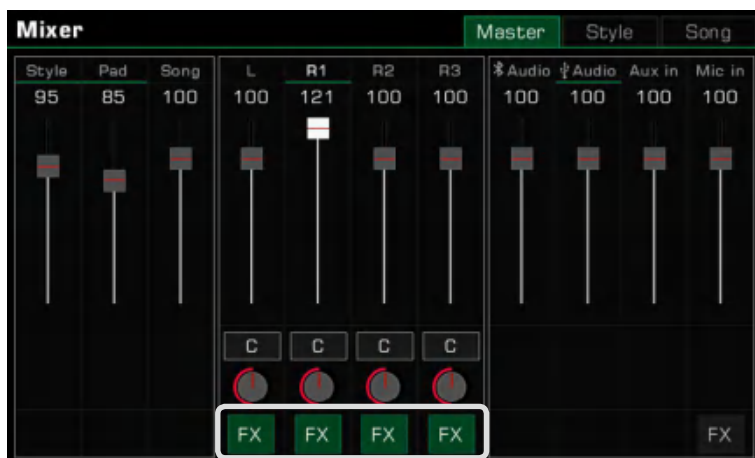 Mixer Master Style Song
Style Pad Song L R1 R2 R3 Audio Audio Aux in Mic in
95 85 100 100 121 100 100 100 100 100 100
C C C C
FX FX FX FX FX